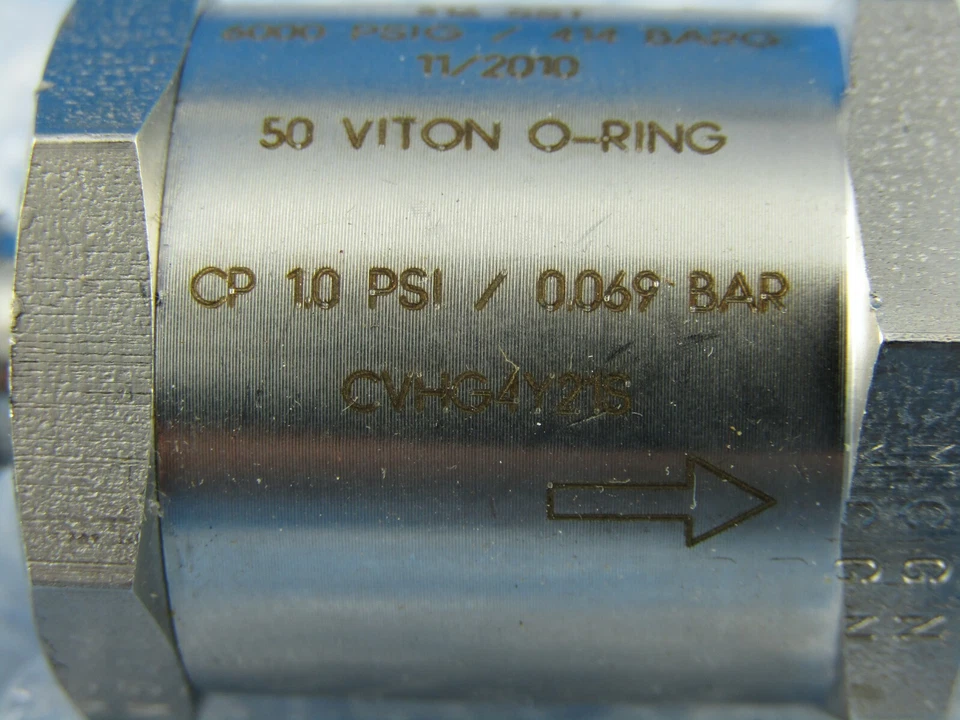 6000 PSIG / 414 BARG
11/2010
50 VITON O-RING
CP 1.0 PSI / 0.069 BAR
CVHG4Y21S